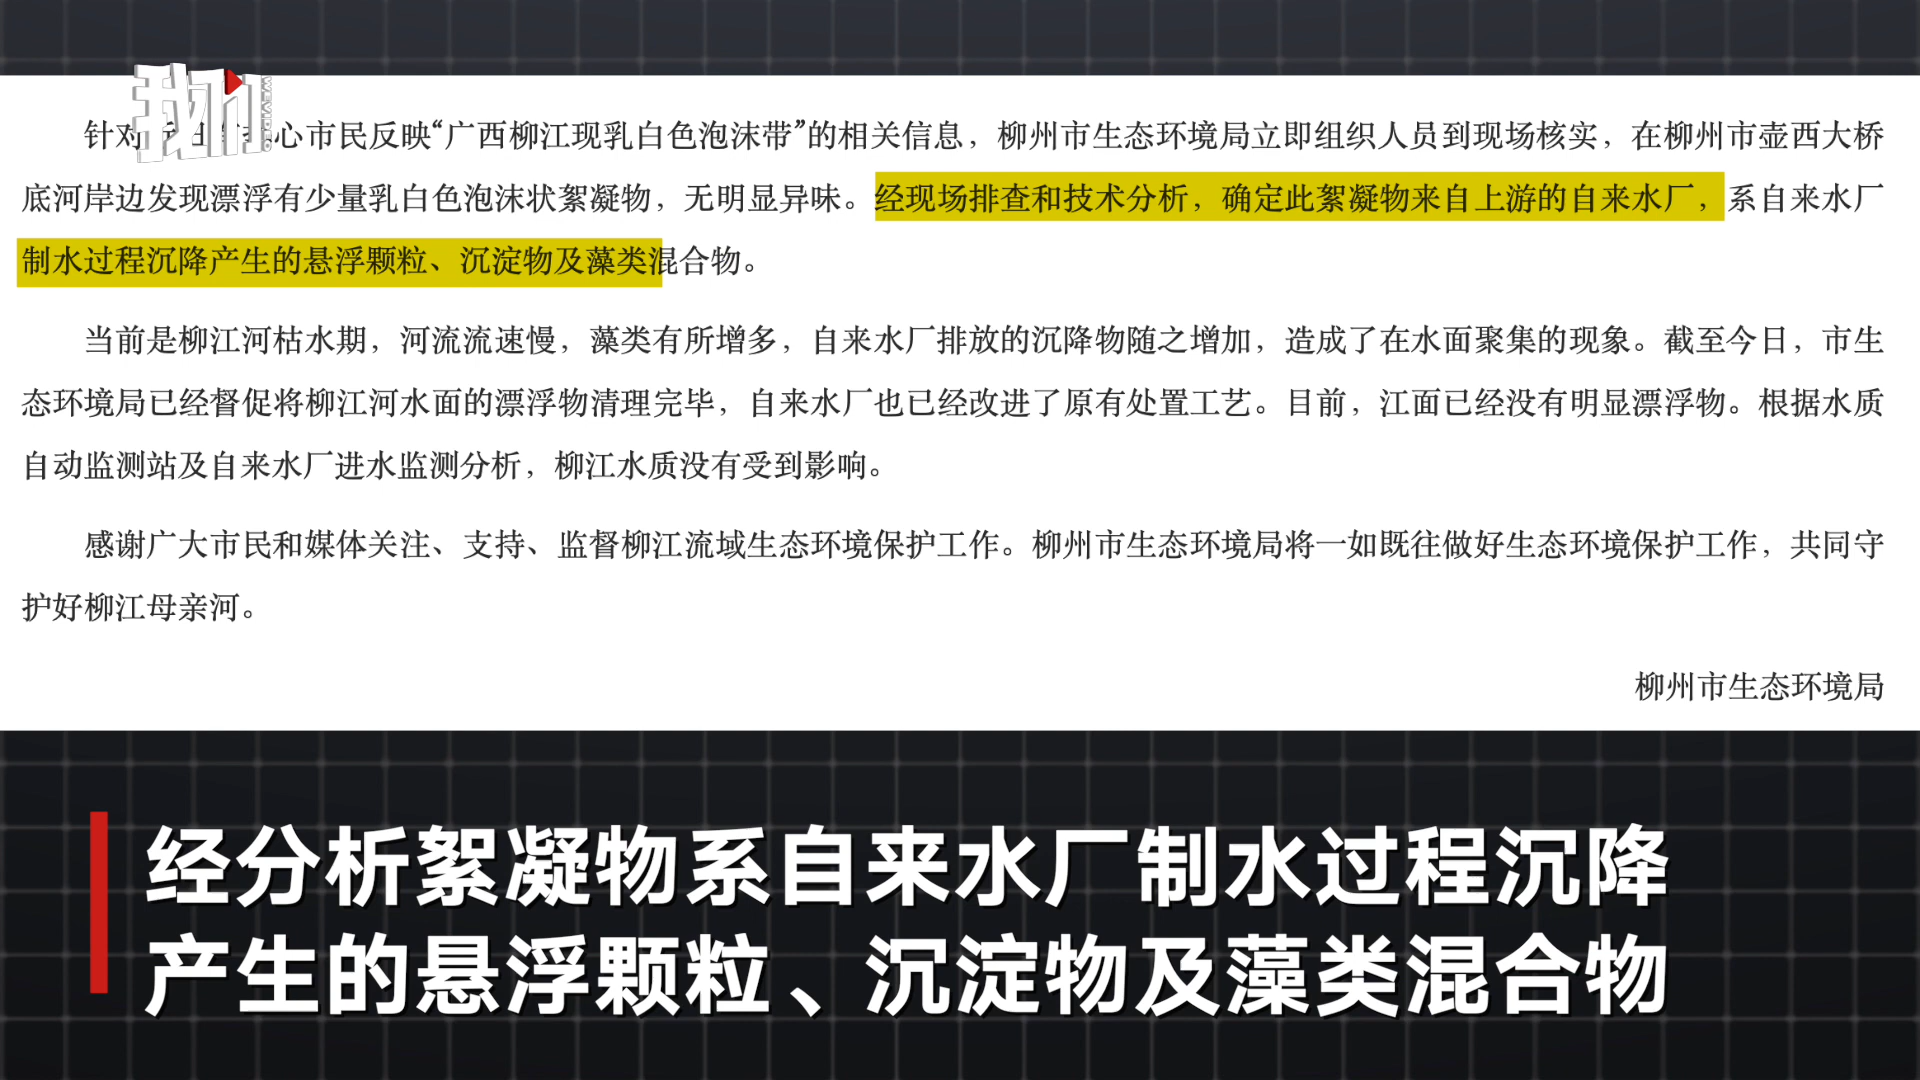 我们
WEVIDEO
针对 心市民反映“广西柳江现乳白色泡沫带”的相关信息，柳州市生态环境局立即组织人员到现场核实，在柳州市壶西大桥
底河岸边发现漂浮有少量乳白色泡沫状絮凝物，无明显异味。经现场排查和技术分析，确定此絮凝物来自上游的自来水厂，系自来水厂
制水过程沉降产生的悬浮颗粒、沉淀物及藻类混合物。
当前是柳江河枯水期，河流流速慢，藻类有所增多，自来水厂排放的沉降物随之增加，造成了在水面聚集的现象。截至今日，市生
态环境局已经督促将柳江河水面的漂浮物清理完毕，自来水厂也已经改进了原有处置工艺。目前，江面已经没有明显漂浮物。根据水质
自动监测站及自来水厂进水监测分析，柳江水质没有受到影响。
感谢广大市民和媒体关注、支持、监督柳江流域生态环境保护工作。柳州市生态环境局将一如既往做好生态环境保护工作，共同守
护好柳江母亲河。
柳州市生态环境局
经分析絮凝物系自来水厂制水过程沉降
产生的悬浮颗粒、沉淀物及藻类混合物